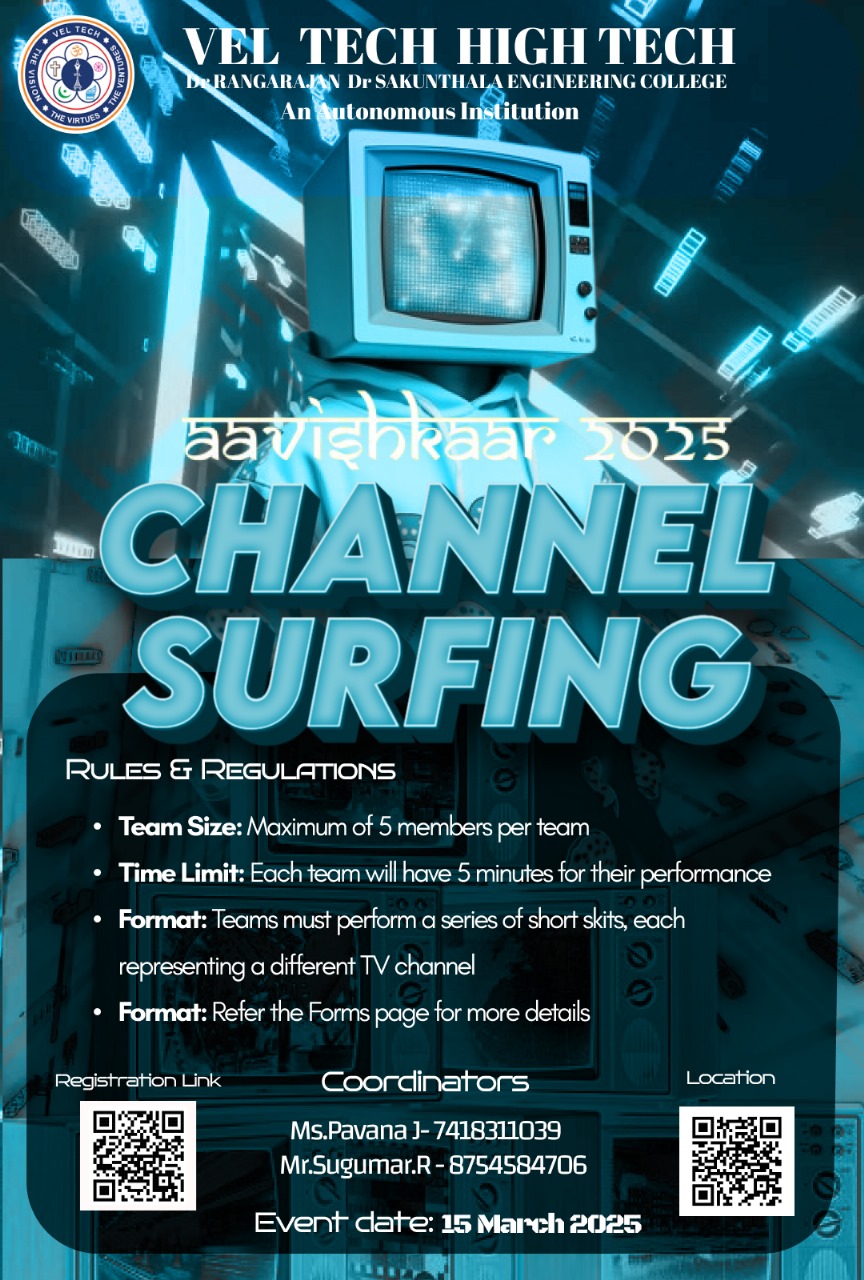 VEL TECH HIGH TECH
Dr RANGARAJAN Dr SAKUNTHALA ENGINEERING COLLEGE
An Autonomous Institution
VEL TECH
THE VISION
THE VENTURES
THE VIRTUES
aavishkaar 2025
CHANNEL
SURFING
Rules & Regulations
• Team Size: Maximum of 5 members per team
• Time Limit: Each team will have 5 minutes for their performance
• Format: Teams must perform a series of short skits, each
representing a different TV channel
• Format: Refer the Forms page for more details
Registration Link
Coordinators
Location
Ms.Pavana J- 7418311039
Mr.Sugumar.R - 8754584706
Event date: 15 March 2025